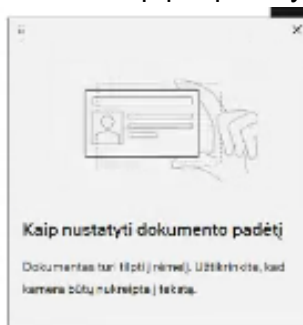 Kaip nustatyti dokumento padėtį
Dokumentas turi tilpti į rėmelį. Užtikrinkite, kad
kamera būtų nukreipta į tekstą.